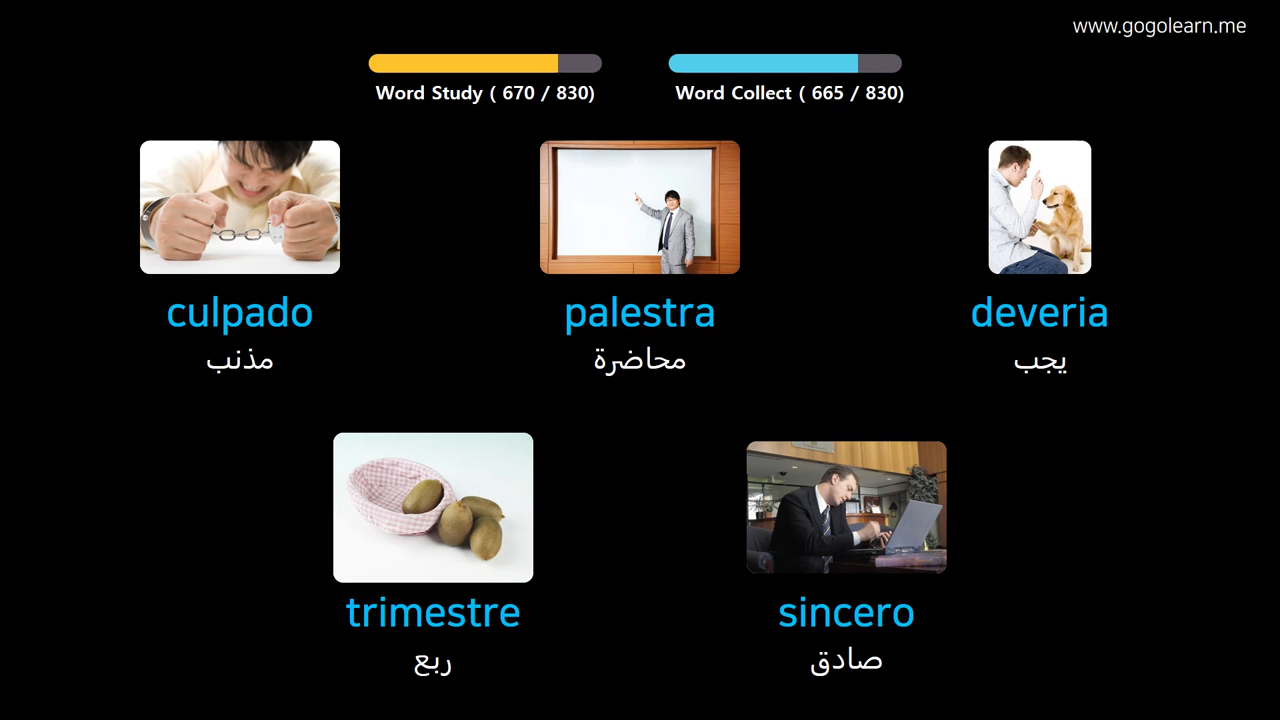 www.gogolearn.me
Word Study ( 670 / 830)
Word Collect ( 665 / 830)
culpado
مذنب
palestra
محاضرة
deveria
يجب
trimestre
ربع
sincero
صادق